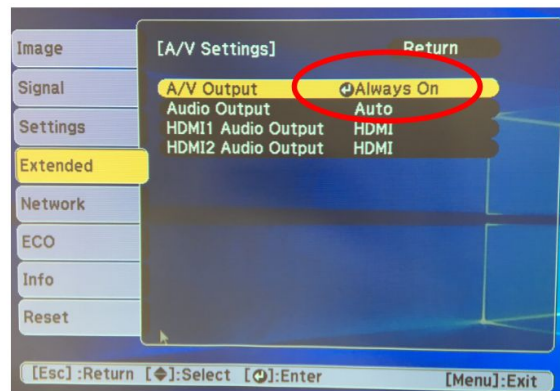 Image
Signal
Settings
Extended
Network
ECO
Info
Reset
[A/V Settings] Return
A/V Output Always On
Audio Output Auto
HDMI1 Audio Output HDMI
HDMI2 Audio Output HDMI
[Esc]:Return [ ]:Select [ ]:Enter [Menu]:Exit